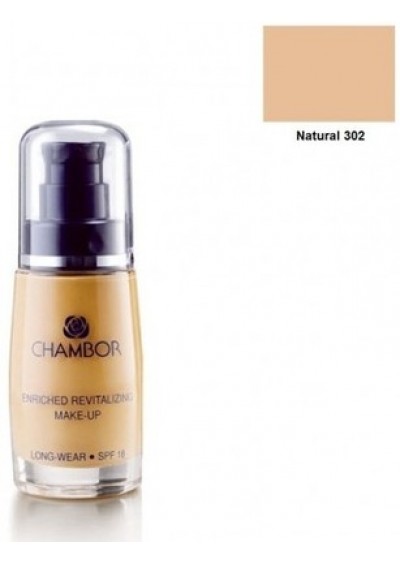 Natural 302
CHAMBOR
ENRICHED REVITALIZING
MAKE-UP
LONG-WEAR • SPF 18